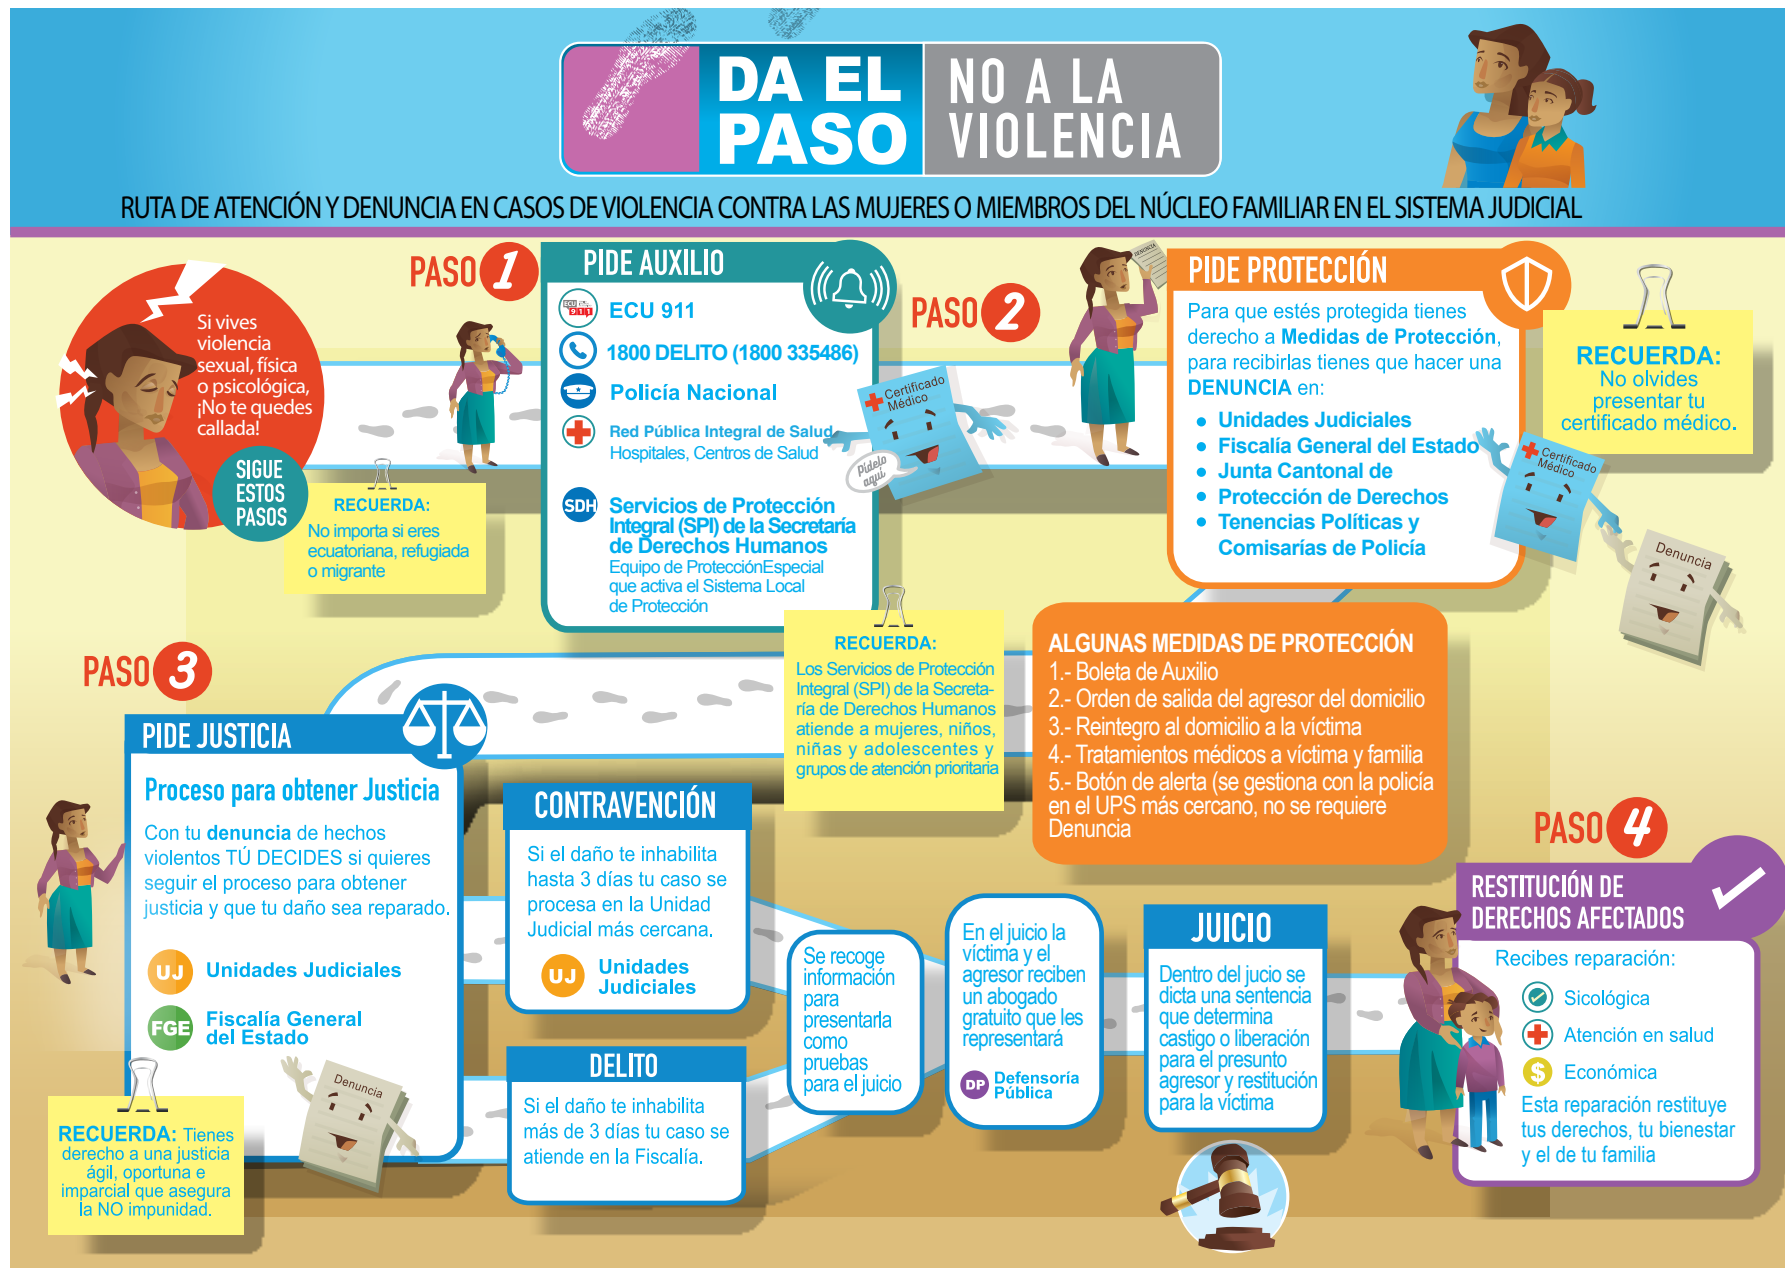 DA EL
PASO
NO A LA
VIOLENCIA
RUTA DE ATENCIÓN Y DENUNCIA EN CASOS DE VIOLENCIA CONTRA LAS MUJERES O MIEMBROS DEL NÚCLEO FAMILIAR EN EL SISTEMA JUDICIAL
Si vives
violencia
sexual, física
o psicológica,
¡No te quedes
callada!
SIGUE
ESTOS
PASOS
RECUERDA:
No importa si eres
ecuatoriana, refugiada
o migrante
PASO 1
PIDE AUXILIO
ECU 911
ECU 911
1800 DELITO (1800 335486)
Policía Nacional
Red Pública Integral de Salud
Hospitales, Centros de Salud
SDH
Servicios de Protección
Integral (SPI) de la Secretaría
de Derechos Humanos
Equipo de ProtecciónEspecial
que activa el Sistema Local
de Protección
Certificado
Médico
Pídelo
aquí
RECUERDA:
Los Servicios de Protección
Integral (SPI) de la Secreta-
ría de Derechos Humanos
atiende a mujeres, niños,
niñas y adolescentes y
grupos de atención prioritaria
PASO 2
DENUNCIA
PIDE PROTECCIÓN
Para que estés protegida tienes
derecho a Medidas de Protección,
para recibirlas tienes que hacer una
DENUNCIA en:
• Unidades Judiciales
• Fiscalía General del Estado
• Junta Cantonal de
• Protección de Derechos
• Tenencias Políticas y
Comisarías de Policía
RECUERDA:
No olvides
presentar tu
certificado médico.
Certificado
Médico
Denuncia
ALGUNAS MEDIDAS DE PROTECCIÓN
1.- Boleta de Auxilio
2.- Orden de salida del agresor del domicilio
3.- Reintegro al domicilio a la víctima
4.- Tratamientos médicos a víctima y familia
5.- Botón de alerta (se gestiona con la policía
en el UPS más cercano, no se requiere
Denuncia
PASO 3
PIDE JUSTICIA
Proceso para obtener Justicia
Con tu denuncia de hechos
violentos TÚ DECIDES si quieres
seguir el proceso para obtener
justicia y que tu daño sea reparado.
UJ Unidades Judiciales
FGE Fiscalía General
del Estado
Denuncia
RECUERDA: Tienes
derecho a una justicia
ágil, oportuna e
imparcial que asegura
la NO impunidad.
CONTRAVENCIÓN
Si el daño te inhabilita
hasta 3 días tu caso se
procesa en la Unidad
Judicial más cercana.
UJ Unidades
Judiciales
DELITO
Si el daño te inhabilita
más de 3 días tu caso se
atiende en la Fiscalía.
Se recoge
información
para
presentarla
como
pruebas
para el juicio
En el juicio la
víctima y el
agresor reciben
un abogado
gratuito que les
representará
DP Defensoría
Pública
JUICIO
Dentro del jucio se
dicta una sentencia
que determina
castigo o liberación
para el presunto
agresor y restitución
para la víctima
PASO 4
RESTITUCIÓN DE
DERECHOS AFECTADOS
Recibes reparación:
Sicológica
Atención en salud
$ Económica
Esta reparación restituye
tus derechos, tu bienestar
y el de tu familia